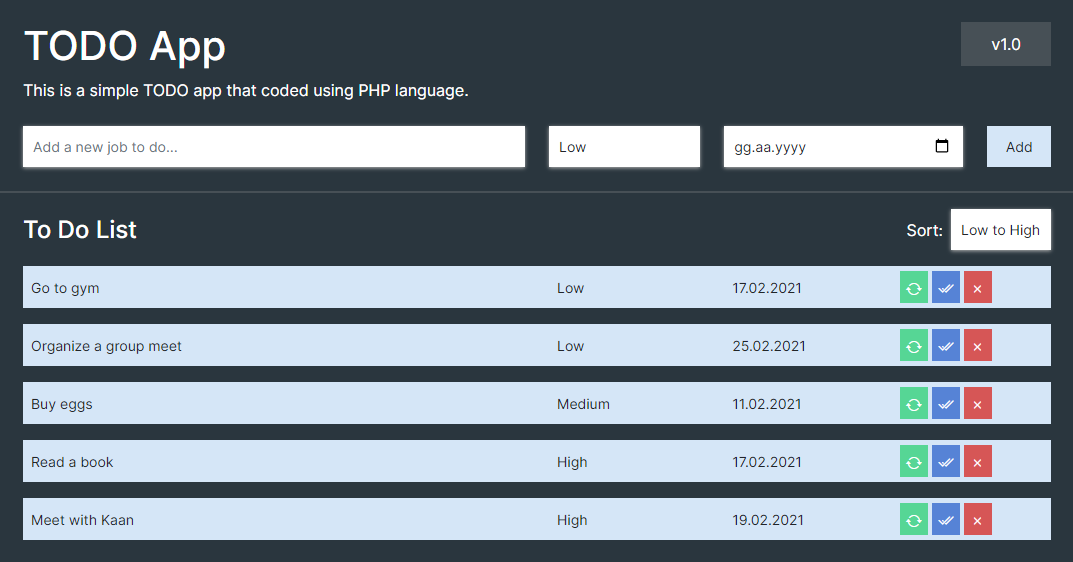 TODO App
v1.0
This is a simple TODO app that coded using PHP language.
Add a new job to do...
Low
gg.aa.yyyy
Add
To Do List
Sort: Low to High
Go to gym Low 17.02.2021
Organize a group meet Low 25.02.2021
Buy eggs Medium 11.02.2021
Read a book High 17.02.2021
Meet with Kaan High 19.02.2021